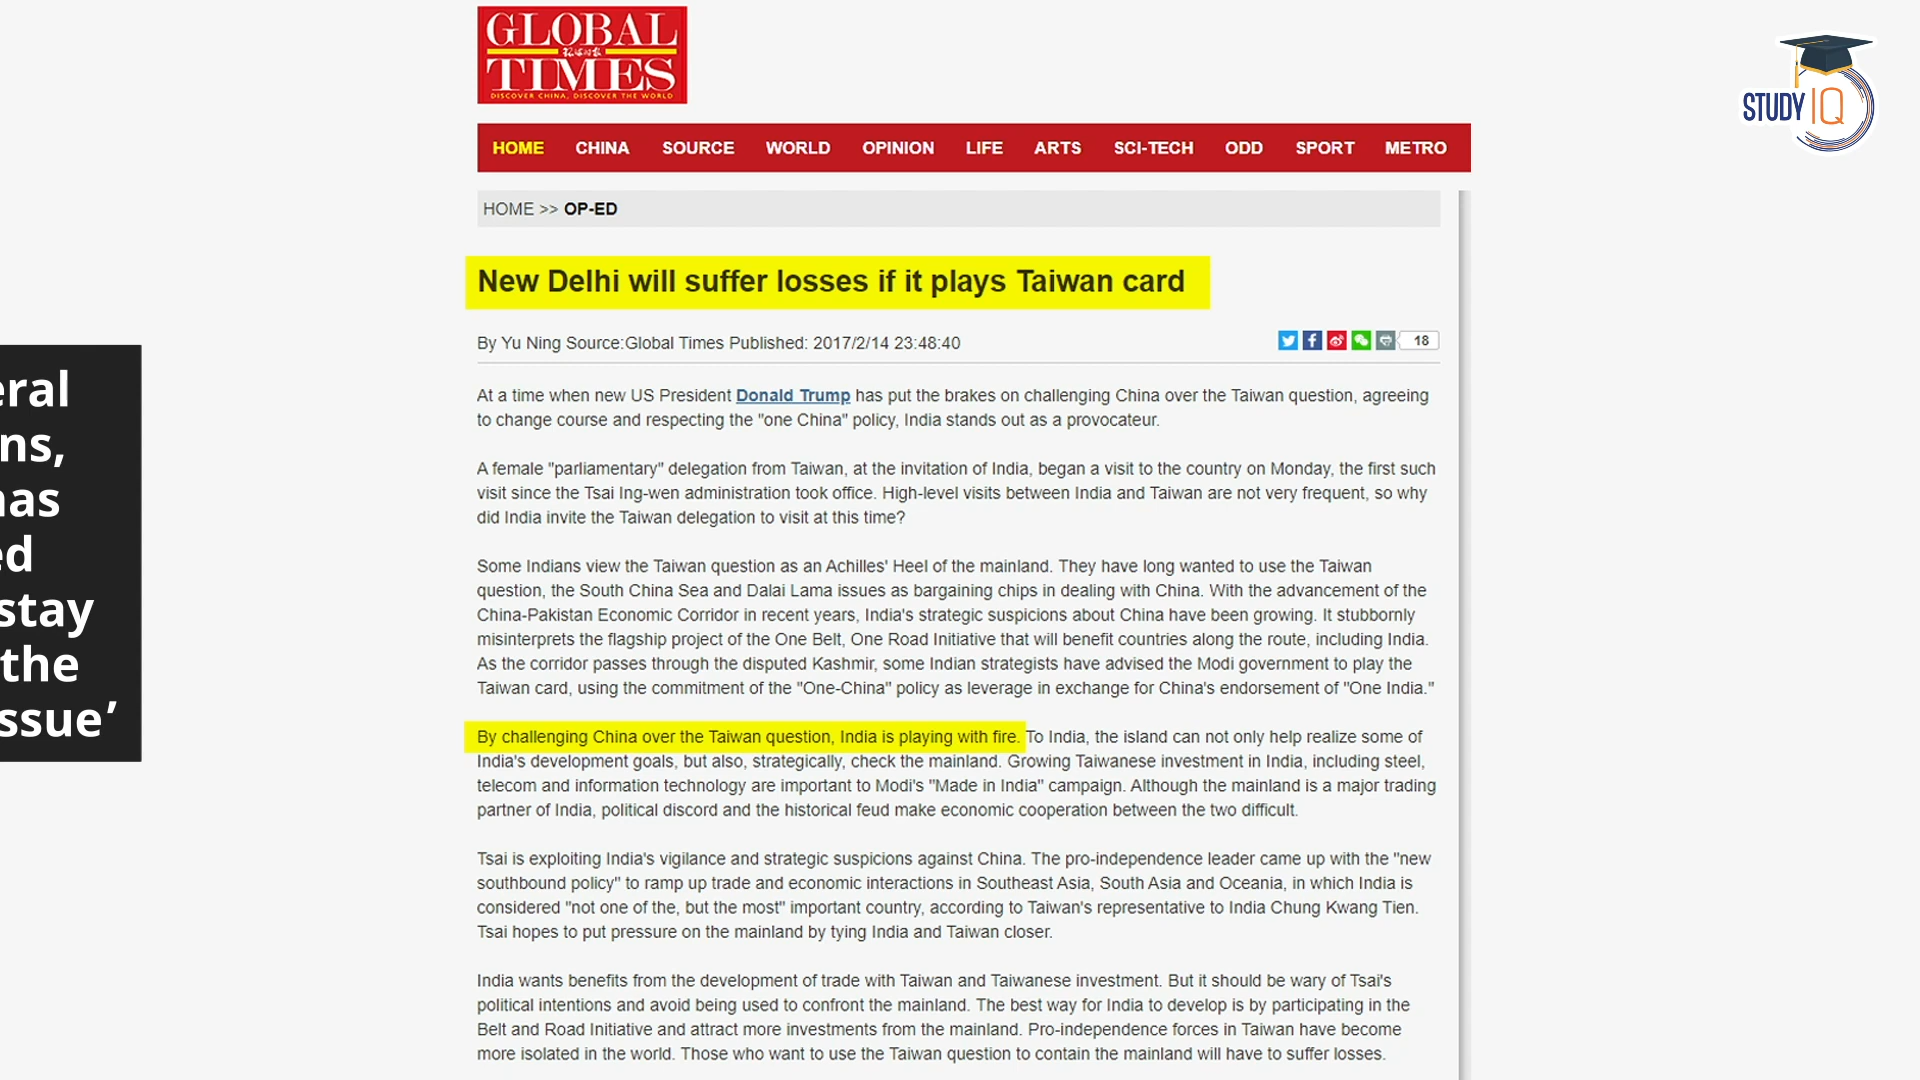 GLOBAL
环球时报
TIMES
DISCOVER CHINA, DISCOVER THE WORLD
STUDY IQ
HOME CHINA SOURCE WORLD OPINION LIFE ARTS SCI-TECH ODD SPORT METRO
HOME >> OP-ED
New Delhi will suffer losses if it plays Taiwan card
By Yu Ning Source:Global Times Published: 2017/2/14 23:48:40
18
At a time when new US President Donald Trump has put the brakes on challenging China over the Taiwan question, agreeing
to change course and respecting the "one China" policy, India stands out as a provocateur.
A female "parliamentary" delegation from Taiwan, at the invitation of India, began a visit to the country on Monday, the first such
visit since the Tsai Ing-wen administration took office. High-level visits between India and Taiwan are not very frequent, so why
did India invite the Taiwan delegation to visit at this time?
Some Indians view the Taiwan question as an Achilles' Heel of the mainland. They have long wanted to use the Taiwan
question, the South China Sea and Dalai Lama issues as bargaining chips in dealing with China. With the advancement of the
China-Pakistan Economic Corridor in recent years, India's strategic suspicions about China have been growing. It stubbornly
misinterprets the flagship project of the One Belt, One Road Initiative that will benefit countries along the route, including India.
As the corridor passes through the disputed Kashmir, some Indian strategists have advised the Modi government to play the
Taiwan card, using the commitment of the "One-China" policy as leverage in exchange for China's endorsement of "One India."
By challenging China over the Taiwan question, India is playing with fire. To India, the island can not only help realize some of
India's development goals, but also, strategically, check the mainland. Growing Taiwanese investment in India, including steel,
telecom and information technology are important to Modi's "Made in India" campaign. Although the mainland is a major trading
partner of India, political discord and the historical feud make economic cooperation between the two difficult.
Tsai is exploiting India's vigilance and strategic suspicions against China. The pro-independence leader came up with the "new
southbound policy" to ramp up trade and economic interactions in Southeast Asia, South Asia and Oceania, in which India is
considered "not one of the, but the most" important country, according to Taiwan's representative to India Chung Kwang Tien.
Tsai hopes to put pressure on the mainland by tying India and Taiwan closer.
India wants benefits from the development of trade with Taiwan and Taiwanese investment. But it should be wary of Tsai's
political intentions and avoid being used to confront the mainland. The best way for India to develop is by participating in the
Belt and Road Initiative and attract more investments from the mainland. Pro-independence forces in Taiwan have become
more isolated in the world. Those who want to use the Taiwan question to contain the mainland will have to suffer losses.
eral
ns,
has
ed
stay
the
ssue’